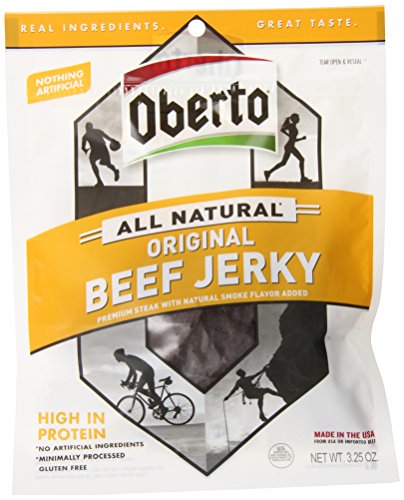 REAL INGREDIENTS.
GREAT TASTE.
TEAR OPEN & RESEAL
NOTHING
ARTIFICIAL
Oberto
ALL NATURAL*
ORIGINAL
BEEF JERKY
PREMIUM STEAK WITH NATURAL SMOKE FLAVOR ADDED
HIGH IN
PROTEIN
*NO ARTIFICIAL INGREDIENTS
*MINIMALLY PROCESSED
GLUTEN FREE
MADE IN THE USA
FROM USA OR IMPORTED BEEF
NET WT. 3.25 OZ.